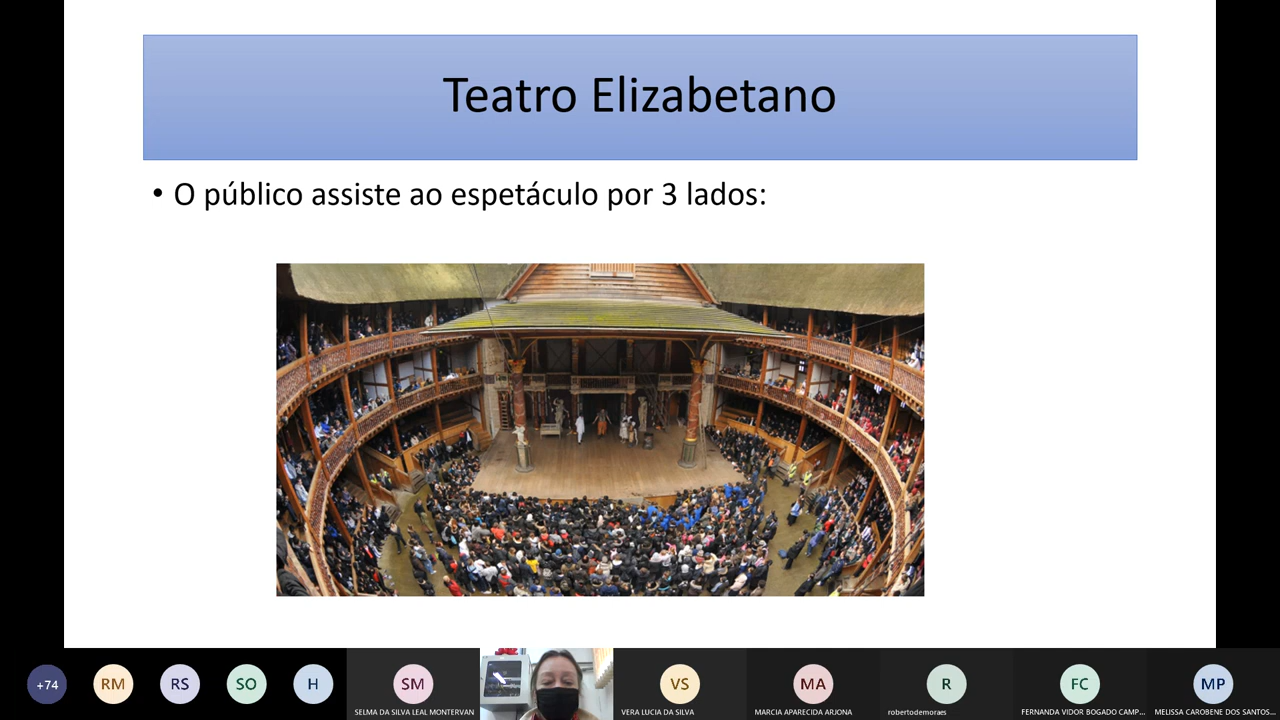 Teatro Elizabetano
• O público assiste ao espetáculo por 3 lados:
+74
RM
RS
SO
H
SM
SELMA DA SILVA LEAL MONTERVAN
VS
VERA LUCIA DA SILVA
MA
MARCIA APARECIDA ARJONA
R
robertodemoraes
FC
FERNANDA VIDOR BOGADO CAMP...
MP
MELISSA CAROBENE DOS SANTOS...